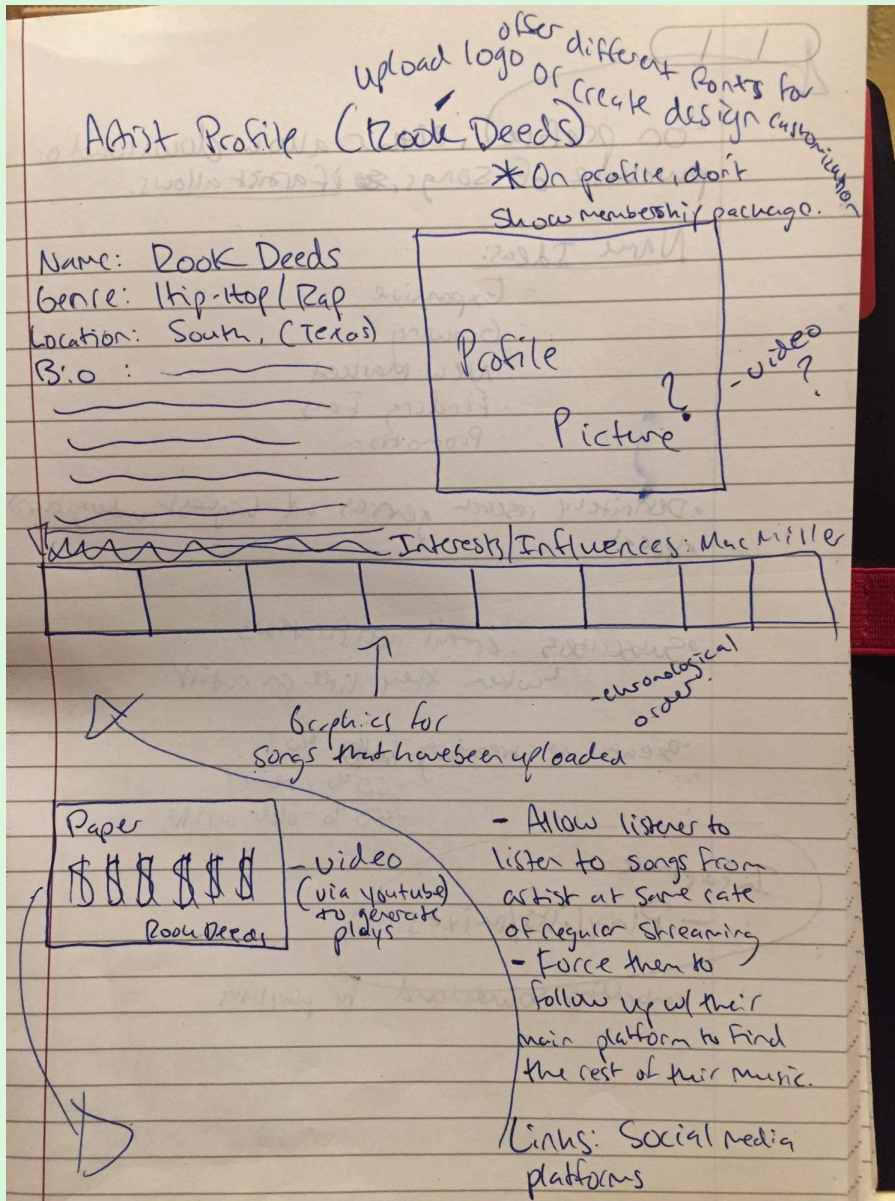 upload logo
or create design
offer different fonts for
customization
Artist Profile (Rook Deeds)
* On profile, don't
show membership package.
Name: Rook Deeds
Genre: Hip-Hop/Rap
Location: South, (Texas)
Bio :
Profile
Picture ?
- video
?
Interests/Influences: Mac Miller
Graphics for
songs that have been uploaded
- chronological
order.
Paper
$ $ $ $ $ $
Rook Deeds
- video
(via youtube)
to generate
plays
- Allow listener to
listen to songs from
artist at same rate
of regular streaming
- Force them to
follow up w/ their
main platform to find
the rest of their music.
Links: Social media
platforms